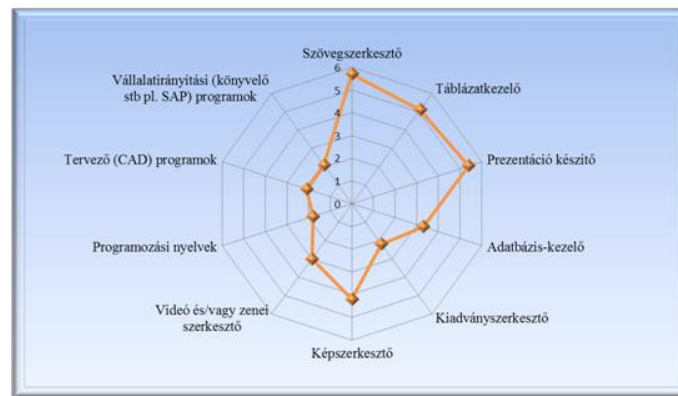 Szövegszerkesztő
Vállalatirányítási (könyvelő
stb pl. SAP) programok
Táblázatkezelő
Tervező (CAD) programok
Prezentáció készítő
Programozási nyelvek
Adatbázis-kezelő
Videó és/vagy zenei
szerkesztő
Kiadványszerkesztő
Képszerkesztő
6
5
4
3
2
1
0